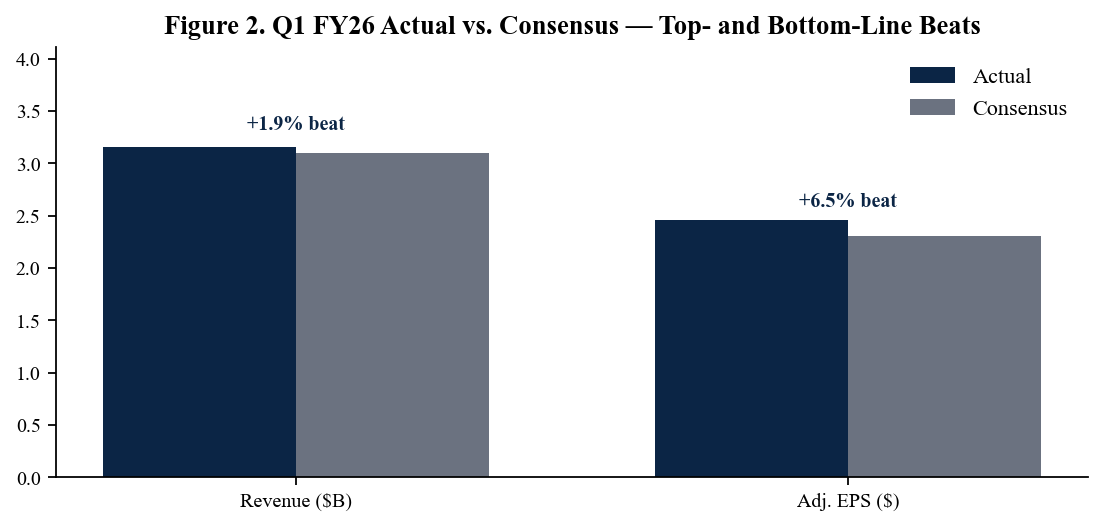 Figure 2. Q1 FY26 Actual vs. Consensus — Top- and Bottom-Line Beats
4.0
3.5
3.0
2.5
2.0
1.5
1.0
0.5
0.0
Actual
Consensus
+1.9% beat
+6.5% beat
Revenue ($B)
Adj. EPS ($)